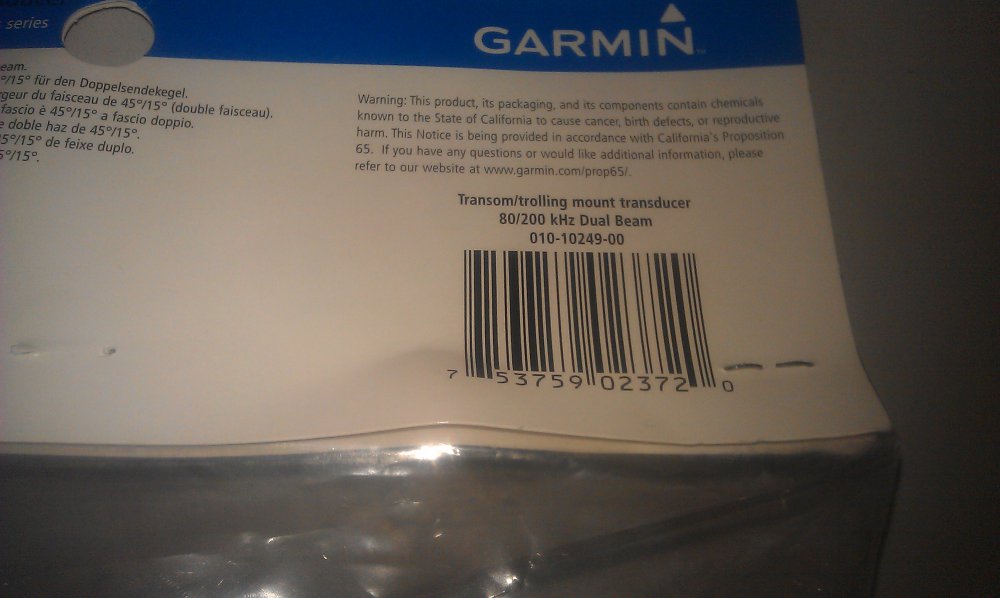 series
GARMIN
eam.
°/15° für den Doppelsendekegel.
rgeur du faisceau de 45°/15° (double faisceau).
fascio è 45°/15° a fascio doppio.
e doble haz de 45°/15°.
45°/15° de feixe duplo.
5°/15°.
Warning: This product, its packaging, and its components contain chemicals
known to the State of California to cause cancer, birth defects, or reproductive
harm. This Notice is being provided in accordance with California's Proposition
65. If you have any questions or would like additional information, please
refer to our website at www.garmin.com/prop65/.
Transom/trolling mount transducer
80/200 kHz Dual Beam
010-10249-00
7 53759 02372 0